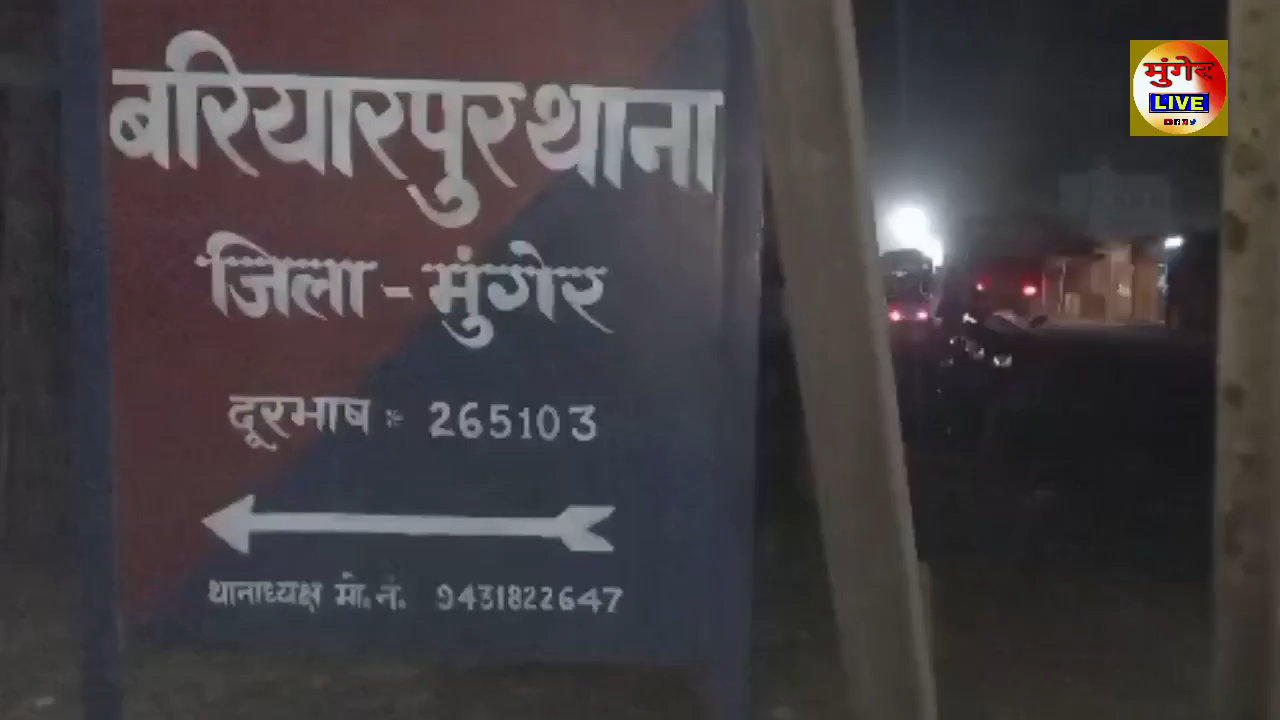 बरियारपुर थाना
जिला - मुंगेर
दूरभाष :- 265103
थानाध्यक्ष मो. नं. 9431822647
मुंगेर
LIVE